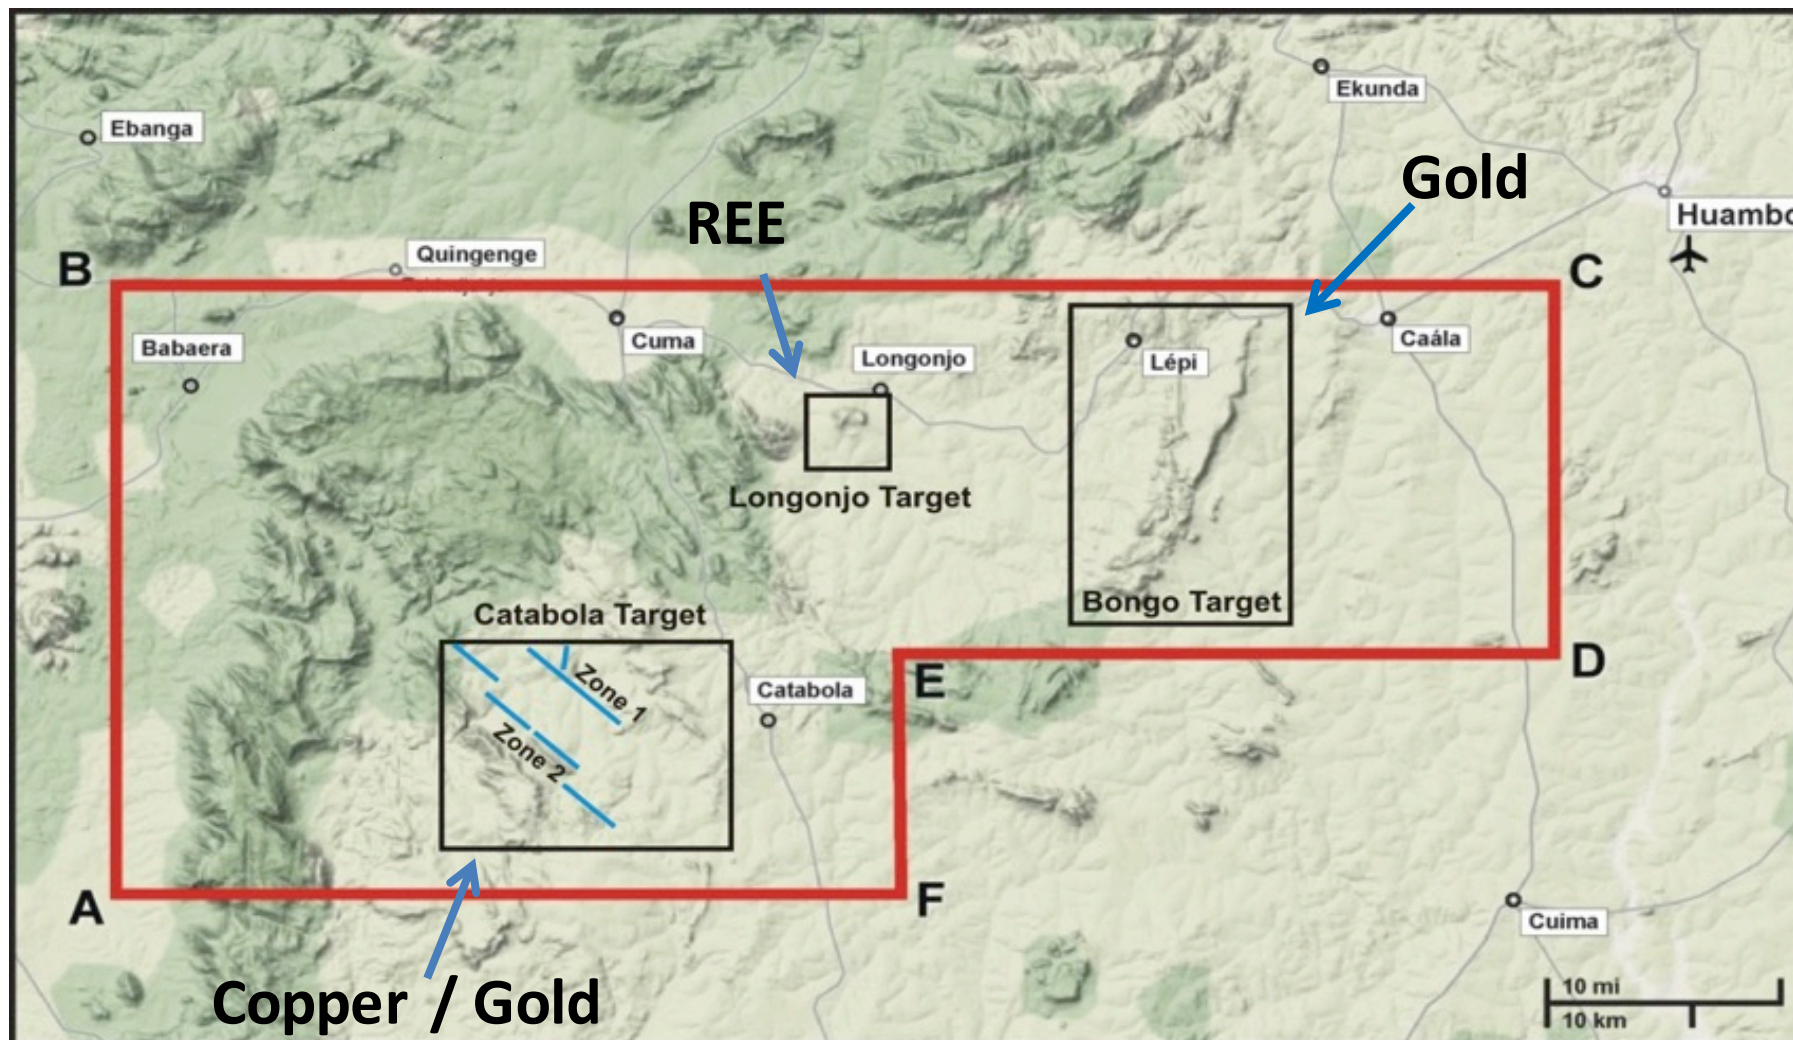 Ekunda
Ebanga
Gold
Huambo
REE
Quingenge
B
C
Babaera
Cuma
Longonjo
Lépi
Caála
Longonjo Target
Bongo Target
Catabola Target
Zone 1
E
D
Catabola
Zone 2
A
F
Cuima
Copper / Gold
10 mi
10 km